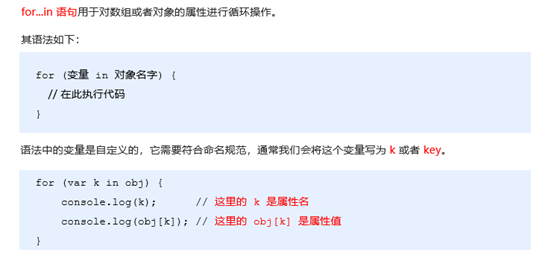 for...in 语句用于对数组或者对象的属性进行循环操作。
其语法如下：
for (变量 in 对象名字) {
// 在此执行代码
}
语法中的变量是自定义的，它需要符合命名规范，通常我们会将这个变量写为 k 或者 key。
for (var k in obj) {
console.log(k); // 这里的 k 是属性名
console.log(obj[k]); // 这里的 obj[k] 是属性值
}